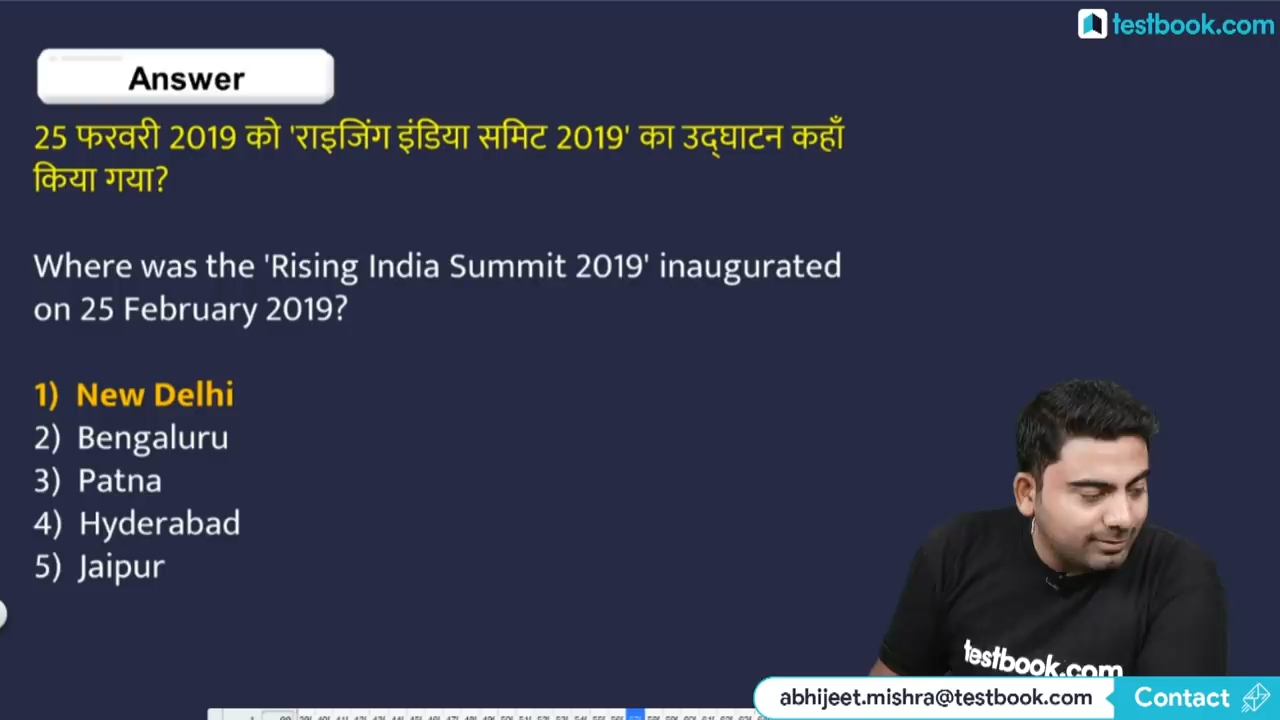 testbook.com
Answer
25 फरवरी 2019 को 'राइजिंग इंडिया समिट 2019' का उद्घाटन कहाँ
किया गया?
Where was the 'Rising India Summit 2019' inaugurated
on 25 February 2019?
1) New Delhi
2) Bengaluru
3) Patna
4) Hyderabad
5) Jaipur
testbook.com
abhijeet.mishra@testbook.com Contact